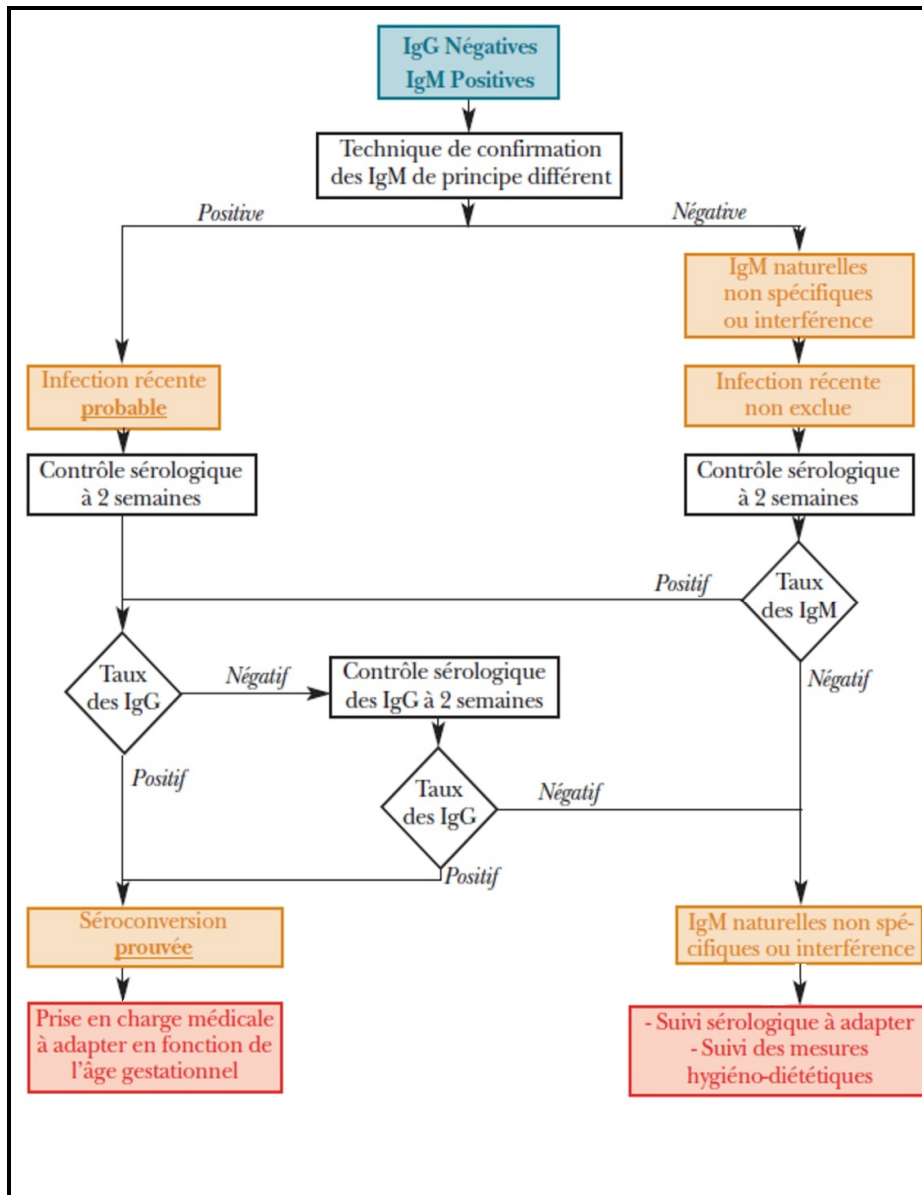 IgG Négatives
IgM Positives
Technique de confirmation
des IgM de principe différent
Positive
Négative
IgM naturelles
non spécifiques
ou interférence
Infection récente
probable
Infection récente
non exclue
Contrôle sérologique
à 2 semaines
Contrôle sérologique
à 2 semaines
Taux
des IgM
Positif
Négatif
Taux
des IgG
Négatif
Contrôle sérologique
des IgG à 2 semaines
Positif
Taux
des IgG
Négatif
Positif
Séroconversion
prouvée
IgM naturelles non spé-
cifiques ou interférence
Prise en charge médicale
à adapter en fonction de
l'âge gestationnel
- Suivi sérologique à adapter
- Suivi des mesures
hygiéno-diététiques